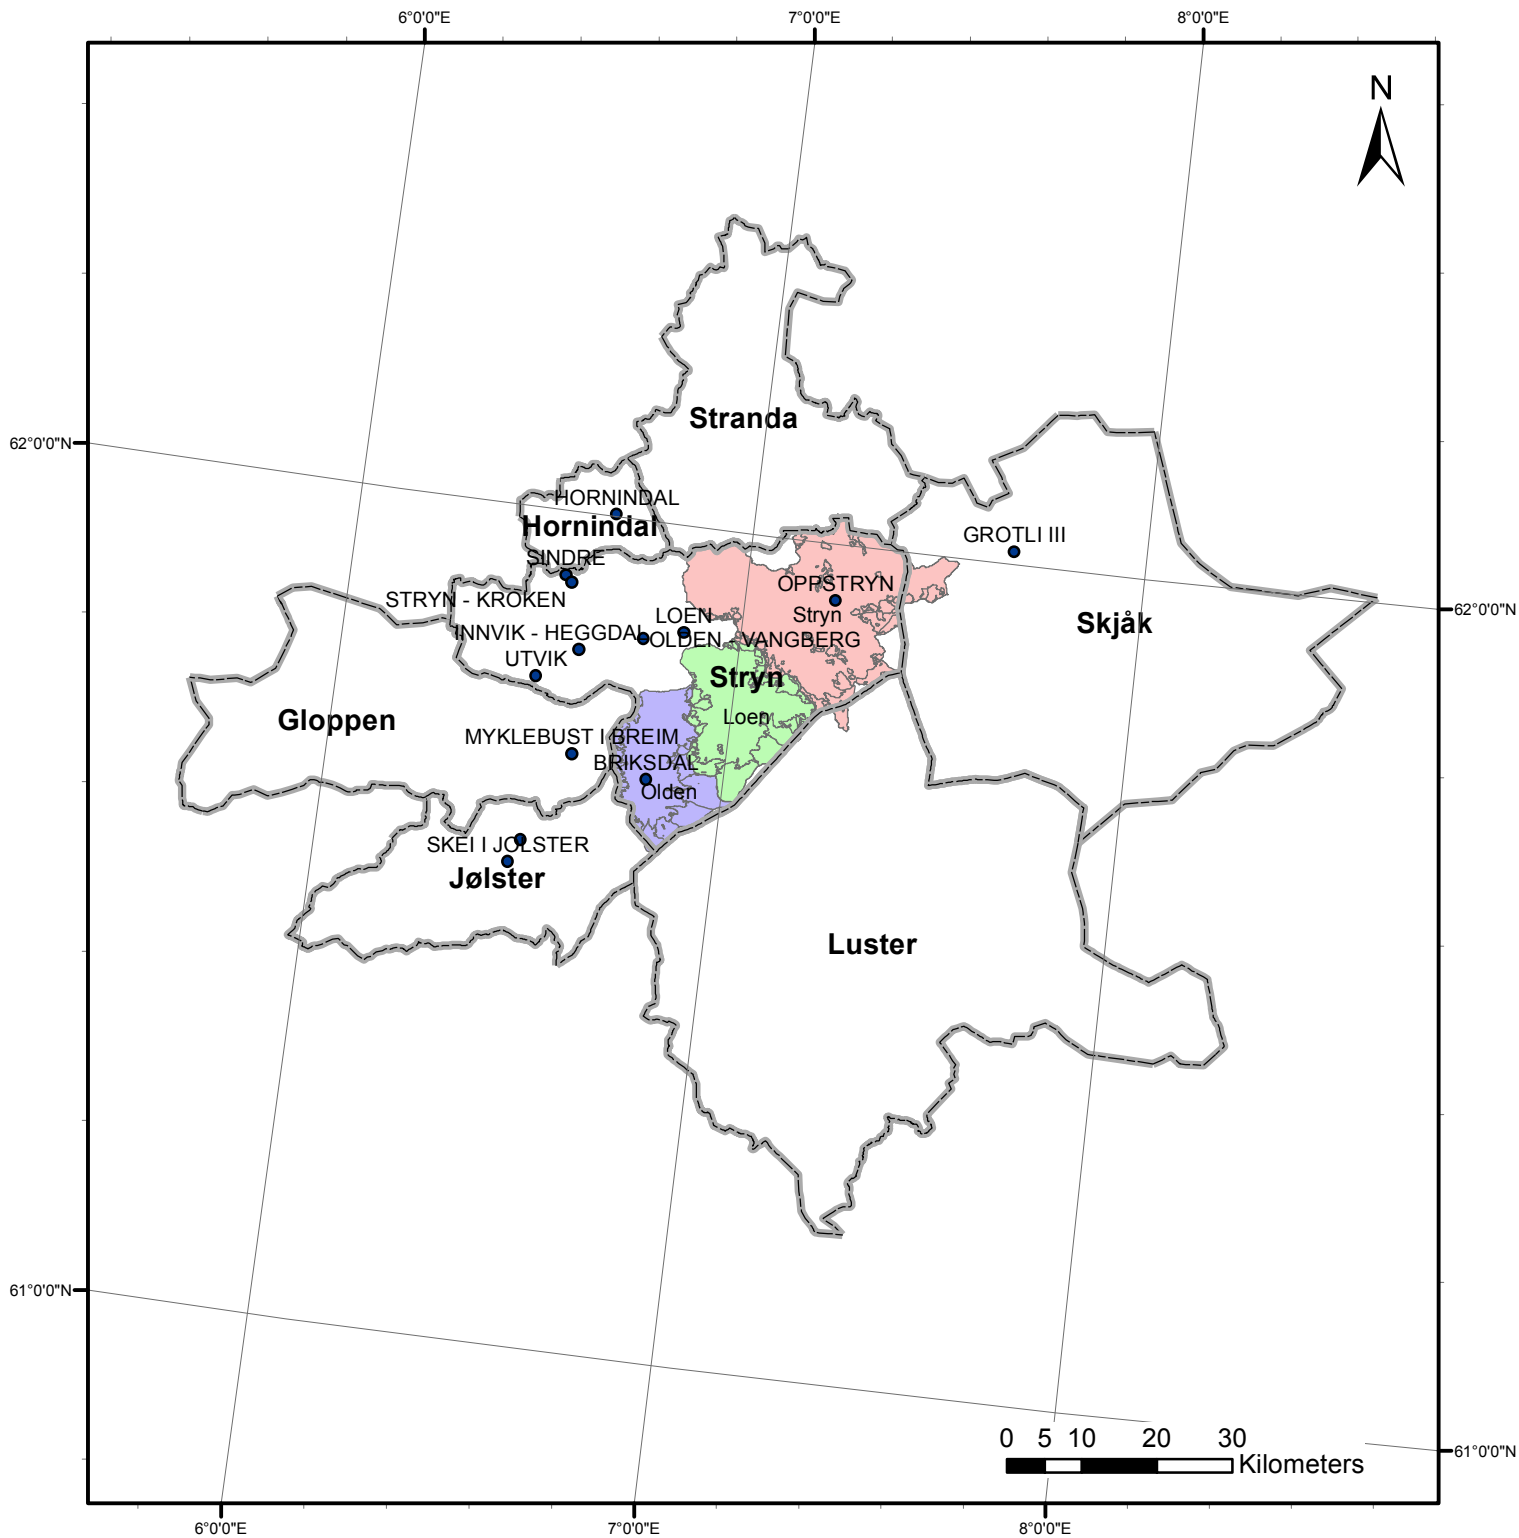 6°0'0"E
7°0'0"E
8°0'0"E
N
Stranda
62°0'0"N
HORNINDAL
Hornindal
GROTLI III
SINDRE
OPPSTRYN
STRYN - KROKEN
62°0'0"N
LOEN
Stryn
Skjåk
INNVIK - HEGGDAL
OLDEN - VANGBERG
UTVIK
Stryn
Gloppen
Loen
MYKLEBUST I BREIM
BRIKSDAL
Olden
SKEI I JOLSTER
Jølster
Luster
61°0'0"N
0 5 10 20 30
Kilometers
61°0'0"N
6°0'0"E
7°0'0"E
8°0'0"E